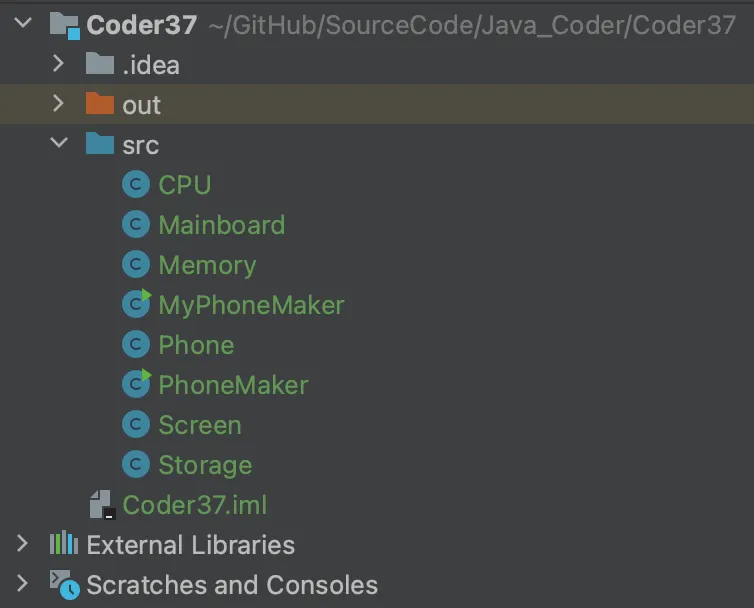 Coder37 ~/GitHub/SourceCode/Java_Coder/Coder37
.idea
out
src
C CPU
C Mainboard
C Memory
C MyPhoneMaker
C Phone
C PhoneMaker
C Screen
C Storage
Coder37.iml
External Libraries
Scratches and Consoles